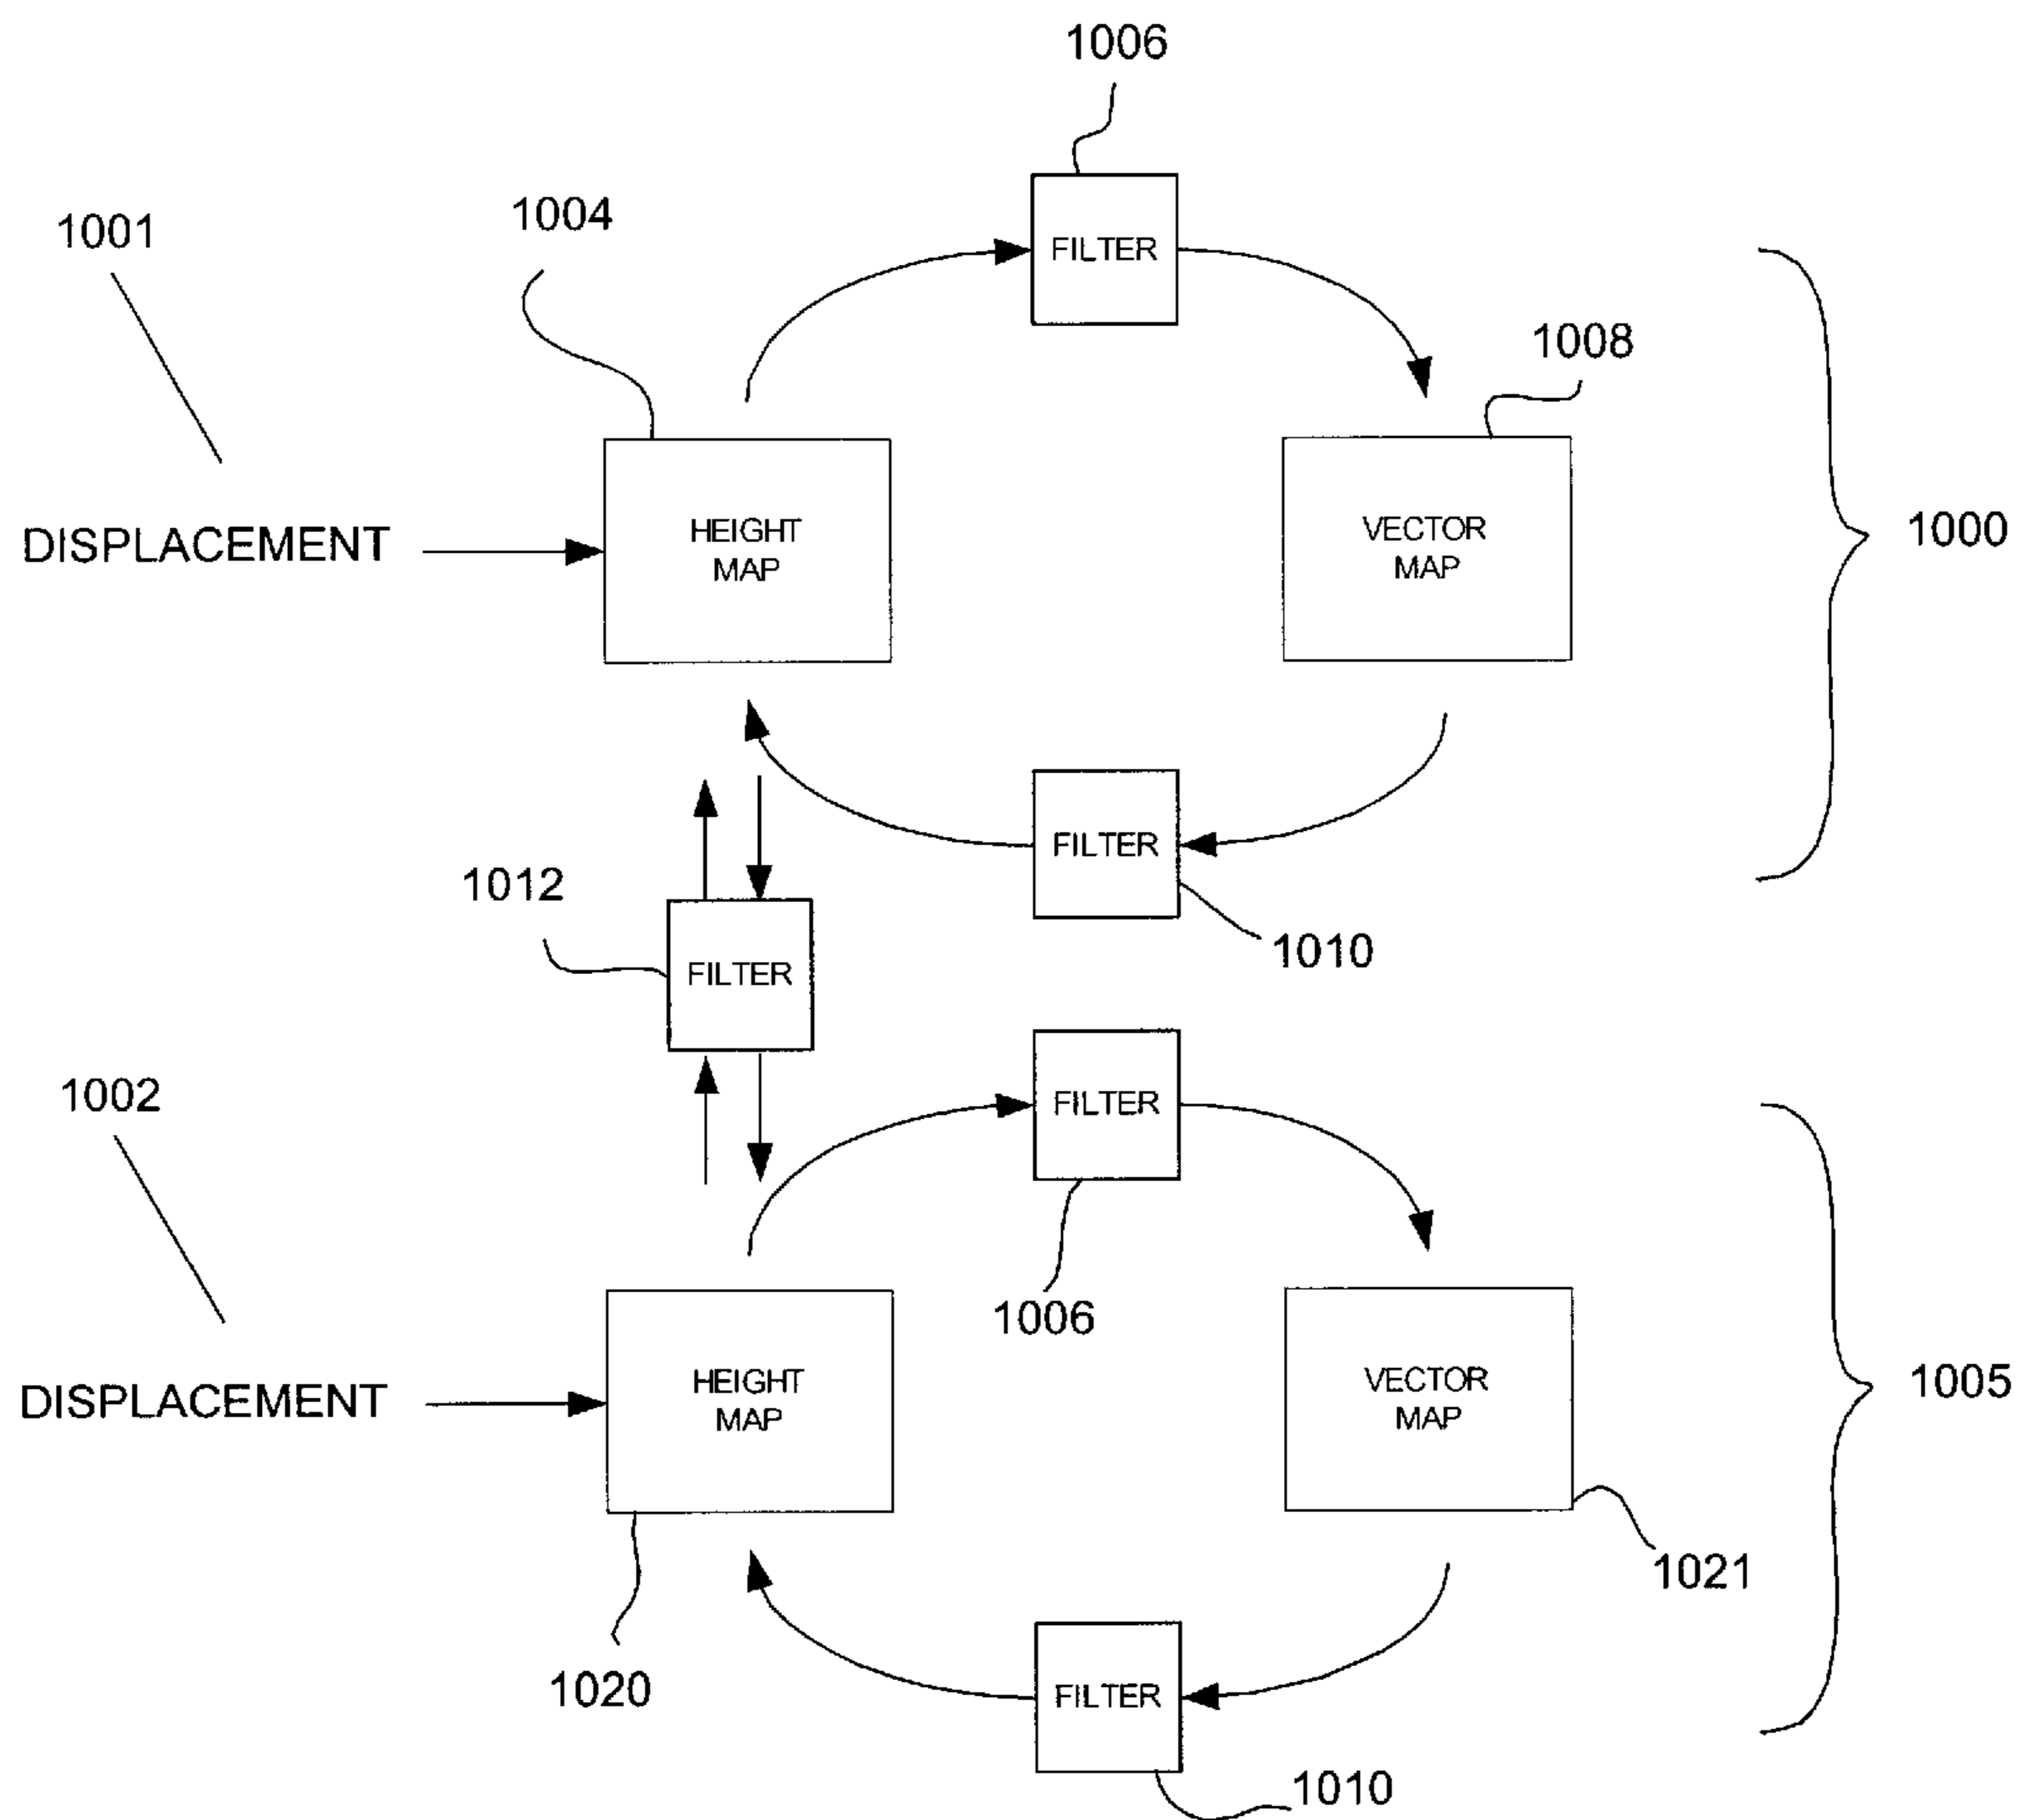 1006
1004
1001
FILTER
1008
HEIGHT
MAP
VECTOR
MAP
1000
DISPLACEMENT
FILTER
1012
1010
FILTER
1002
FILTER
1006
HEIGHT
MAP
VECTOR
MAP
1005
DISPLACEMENT
1021
1020
FILTER
1010